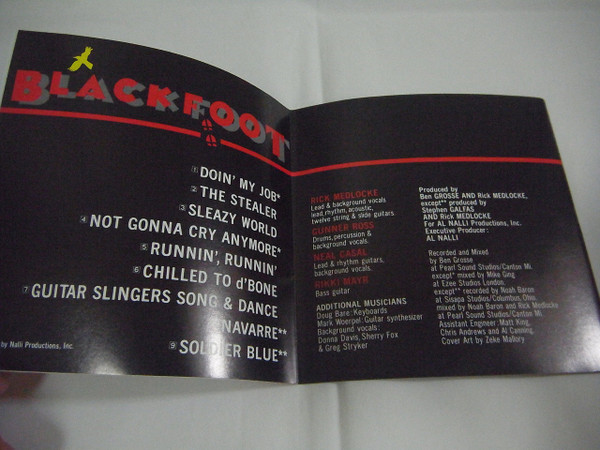 BLACKFOOT
1 DOIN' MY JOB*
2 THE STEALER
3 SLEAZY WORLD
4 NOT GONNA CRY ANYMORE*
5 RUNNIN', RUNNIN'
6 CHILLED TO d'BONE
7 GUITAR SLINGERS SONG & DANCE
NAVARRE**
9 SOLDIER BLUE**
by Nalli Productions, Inc.
RICK MEDLOCKE
Lead & background vocals
lead, rhythm, acoustic,
twelve string & slide guitars.
GUNNER ROSS
Drums, percussion &
background vocals.
NEAL CASAL
Lead & rhythm guitars,
background vocals.
RIKKI MAYR
Bass guitar
ADDITIONAL MUSICIANS
Doug Bare: Keyboards
Mark Woerpel: Guitar synthesizer
Background vocals:
Donna Davis, Sherry Fox
& Greg Stryker
Produced by
Ben GROSSE and Rick MEDLOCKE,
except** produced by
Stephen GALFAS
AND Rick MEDLOCKE
For AL NALLI Productions, Inc.
Executive Producer:
AL NALLI
Recorded and Mixed
by Ben Grosse
at Pearl Sound Studios/Canton Mi.
except* mixed by Mike King
at Ezee Studios London.
except** recorded by Noah Baron
at Sisapa Studios/Columbus, Ohio.
mixed by Noah Baron and Rick Medlocke
at Pearl Sound Studios/Canton Mi.
Assistant Engineer: Matt King,
Chris Andrews and Al Canning
Cover Art by Zeke Mallory